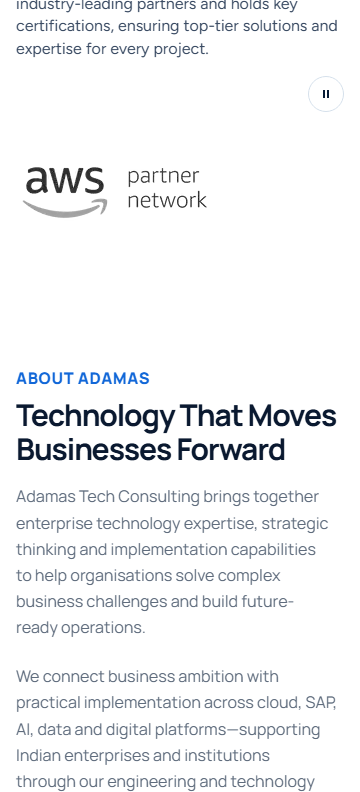 industry-leading partners and holds key
certifications, ensuring top-tier solutions and
expertise for every project.
aws partner
network
ABOUT ADAMAS
Technology That Moves
Businesses Forward
Adamas Tech Consulting brings together
enterprise technology expertise, strategic
thinking and implementation capabilities
to help organisations solve complex
business challenges and build future-
ready operations.
We connect business ambition with
practical implementation across cloud, SAP,
AI, data and digital platforms—supporting
Indian enterprises and institutions
through our engineering and technology